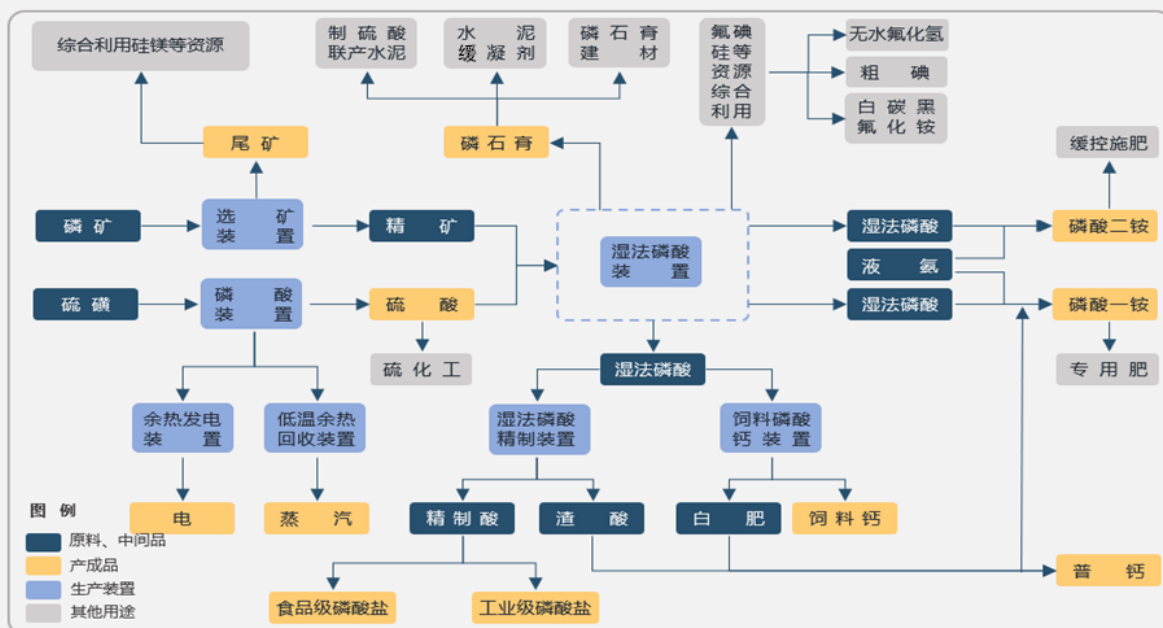 综合利用硅镁等资源
制硫酸
联产水泥
水泥
缓凝剂
磷石膏
建材
氟碘
硅等
资源
综合
利用
无水氟化氢
粗碘
白碳黑
氟化铵
尾矿
磷石膏
缓控施肥
磷矿
选矿
装置
精矿
湿法磷酸
装置
湿法磷酸
磷酸二铵
液氨
硫磺
磷酸
装置
硫酸
湿法磷酸
磷酸一铵
硫化工
湿法磷酸
专用肥
余热发电
装置
低温余热
回收装置
湿法磷酸
精制装置
饲料磷酸
钙装置
电
蒸汽
精制酸
渣酸
白肥
饲料钙
图例
原料、中间品
产成品
生产装置
其他用途
食品级磷酸盐
工业级磷酸盐
普钙